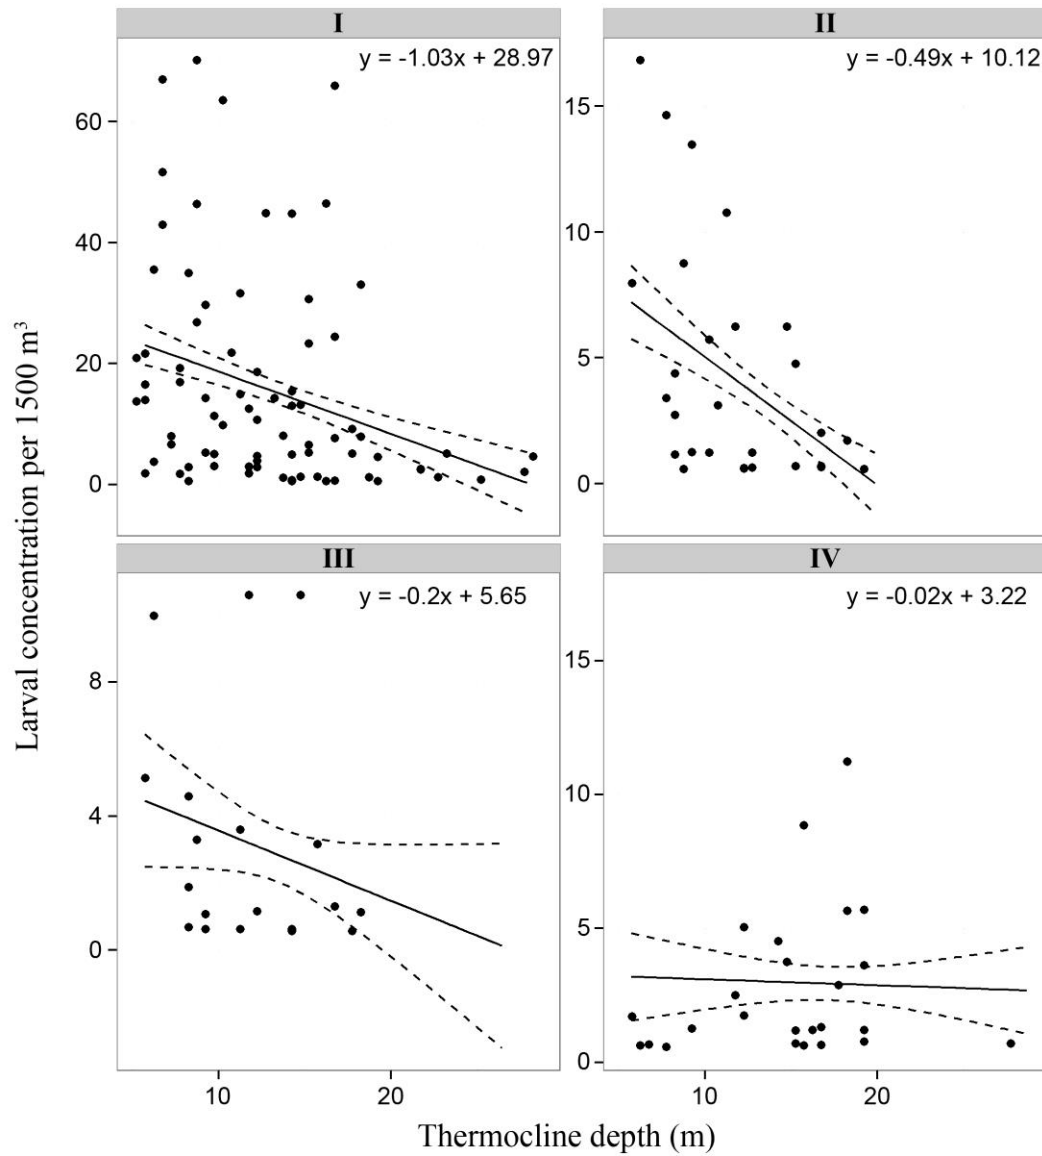 I
II
y = -1.03x + 28.97
y = -0.49x + 10.12
60
40
20
0
15
10
5
0
III
IV
y = -0.2x + 5.65
y = -0.02x + 3.22
8
4
0
15
10
5
0
10
20
10
20
Larval concentration per 1500 m³
Thermocline depth (m)